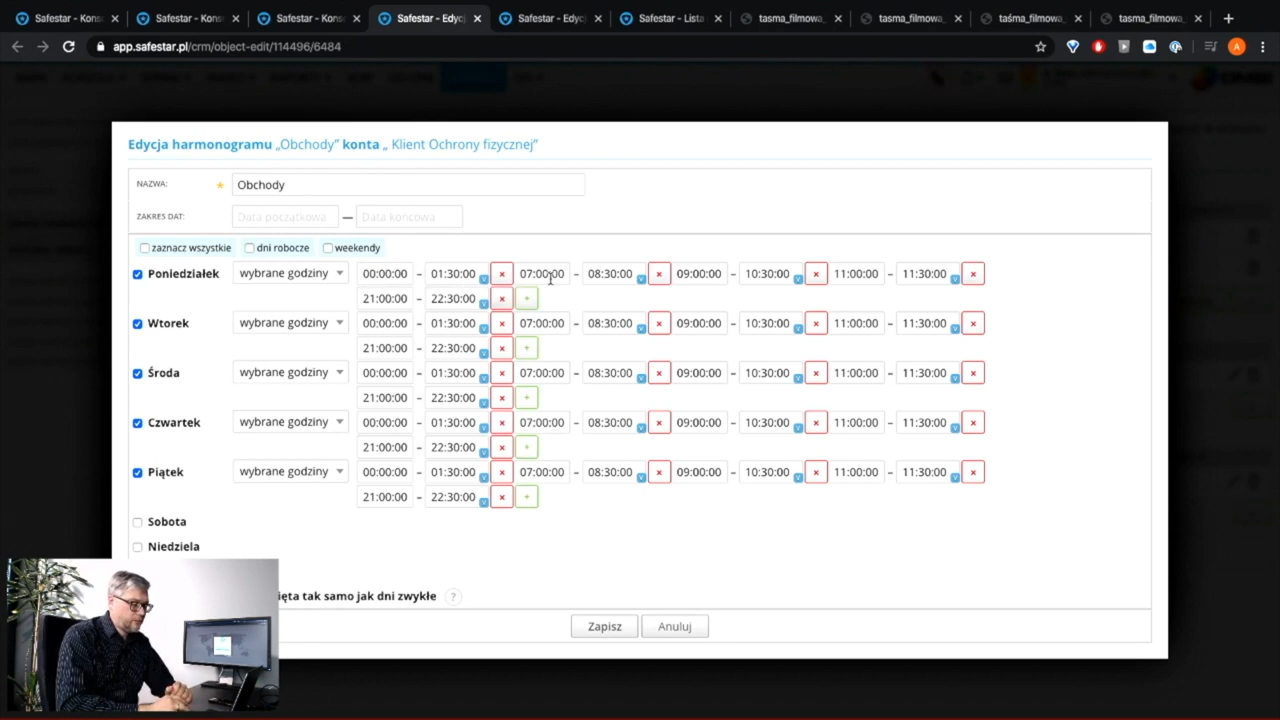 Safestar - Kons
Safestar - Kons
Safestar - Kons
Safestar - Edyc
Safestar - Edyc
Safestar - Lista
tasma_filmowa_
tasma_filmowa_
taśma_filmowa_
tasma_filmowa_
app.safestar.pl/crm/object-edit/114496/6484
A
Edycja harmonogramu „Obchody” konta „ Klient Ochrony fizycznej”
NAZWA: Obchody
ZAKRES DAT: Data początkowa — Data końcowa
zaznacz wszystkie dni robocze weekendy
Poniedziałek wybrane godziny 00:00:00 – 01:30:00 v × 07:00:00 – 08:30:00 v × 09:00:00 – 10:30:00 v × 11:00:00 – 11:30:00 v ×
21:00:00 – 22:30:00 v × +
Wtorek wybrane godziny 00:00:00 – 01:30:00 v × 07:00:00 – 08:30:00 v × 09:00:00 – 10:30:00 v × 11:00:00 – 11:30:00 v ×
21:00:00 – 22:30:00 v × +
Środa wybrane godziny 00:00:00 – 01:30:00 v × 07:00:00 – 08:30:00 v × 09:00:00 – 10:30:00 v × 11:00:00 – 11:30:00 v ×
21:00:00 – 22:30:00 v × +
Czwartek wybrane godziny 00:00:00 – 01:30:00 v × 07:00:00 – 08:30:00 v × 09:00:00 – 10:30:00 v × 11:00:00 – 11:30:00 v ×
21:00:00 – 22:30:00 v × +
Piątek wybrane godziny 00:00:00 – 01:30:00 v × 07:00:00 – 08:30:00 v × 09:00:00 – 10:30:00 v × 11:00:00 – 11:30:00 v ×
21:00:00 – 22:30:00 v × +
Sobota
Niedziela
ięta tak samo jak dni zwykłe ?
Zapisz Anuluj